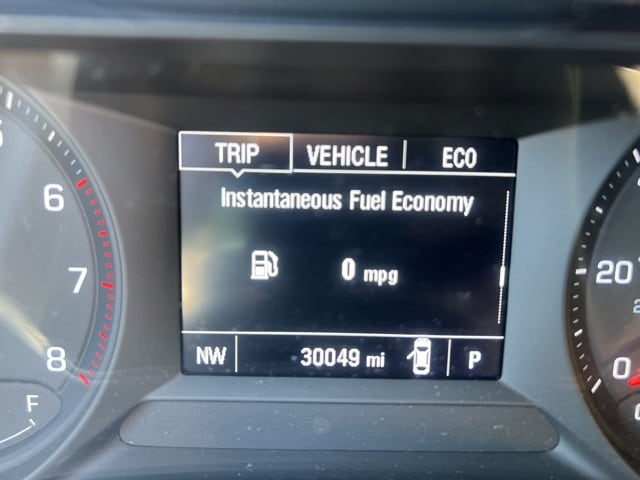 TRIP VEHICLE ECO
Instantaneous Fuel Economy
0 mpg
NW 30049 mi P
6
7
8
F
20
0